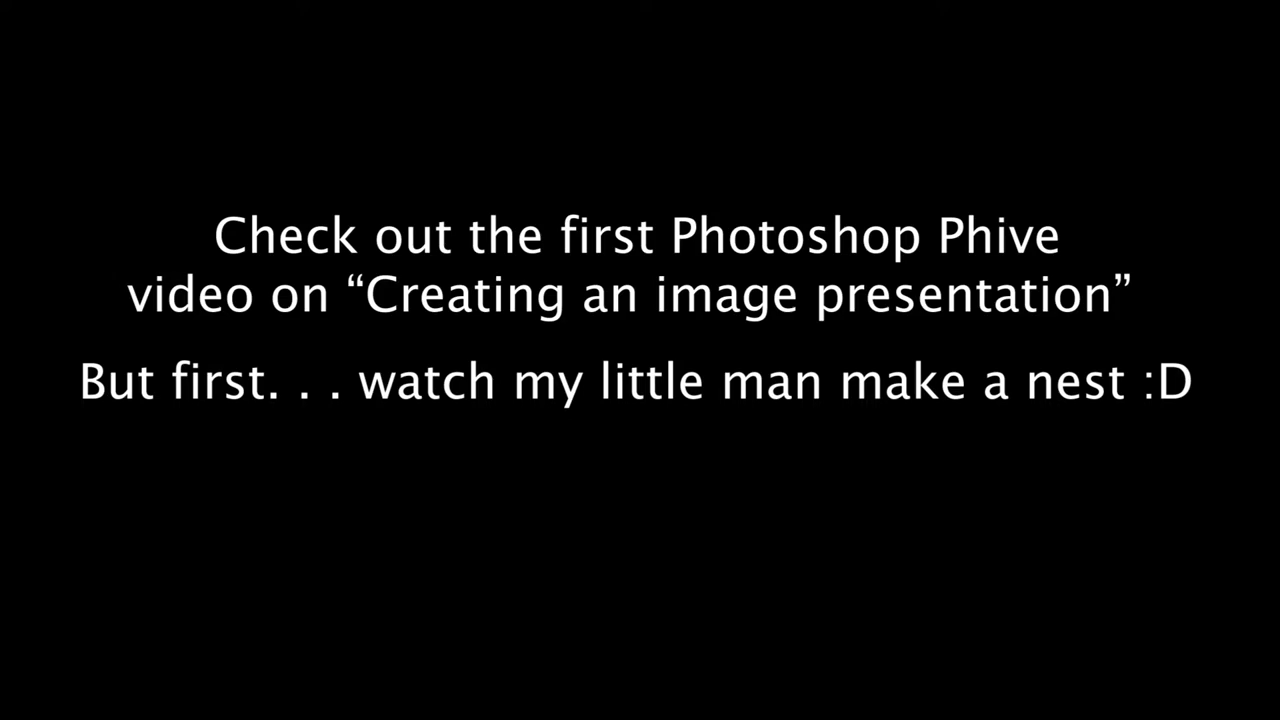 Check out the first Photoshop Phive
video on “Creating an image presentation”
But first. . . watch my little man make a nest :D